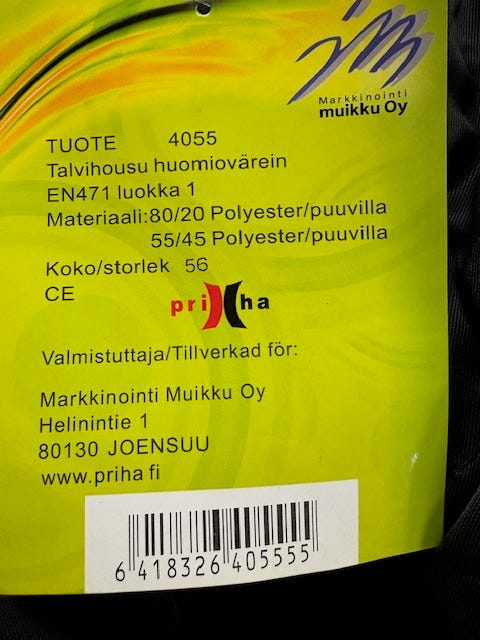 Markkinointi
muikku Oy
TUOTE 4055
Talvihousu huomiovärein
EN471 luokka 1
Materiaali:80/20 Polyester/puuvilla
55/45 Polyester/puuvilla
Koko/storlek 56
CE
priha
Valmistuttaja/Tillverkad för:
Markkinointi Muikku Oy
Helinintie 1
80130 JOENSUU
www.priha fi
6 418326 405555